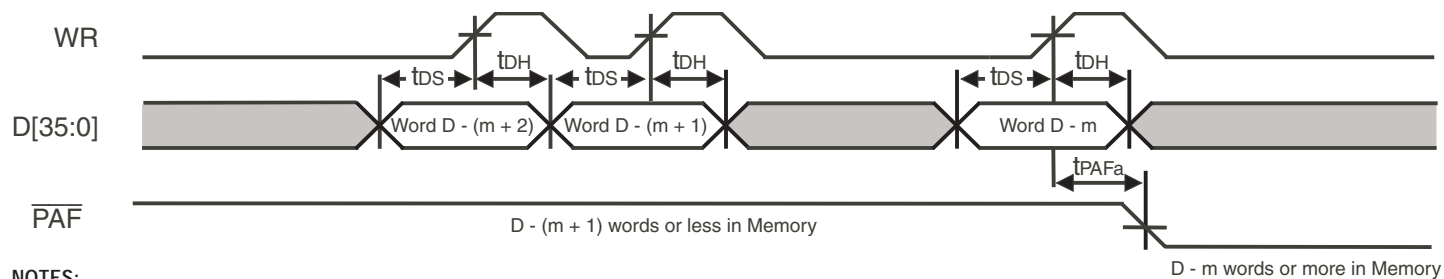 WR
tDS tDH tDS tDH tDS tDH
D[35:0] Word D - (m + 2) Word D - (m + 1) Word D - m
tPAFa
PAF D - (m + 1) words or less in Memory
D - m words or more in Memory
NOTES: